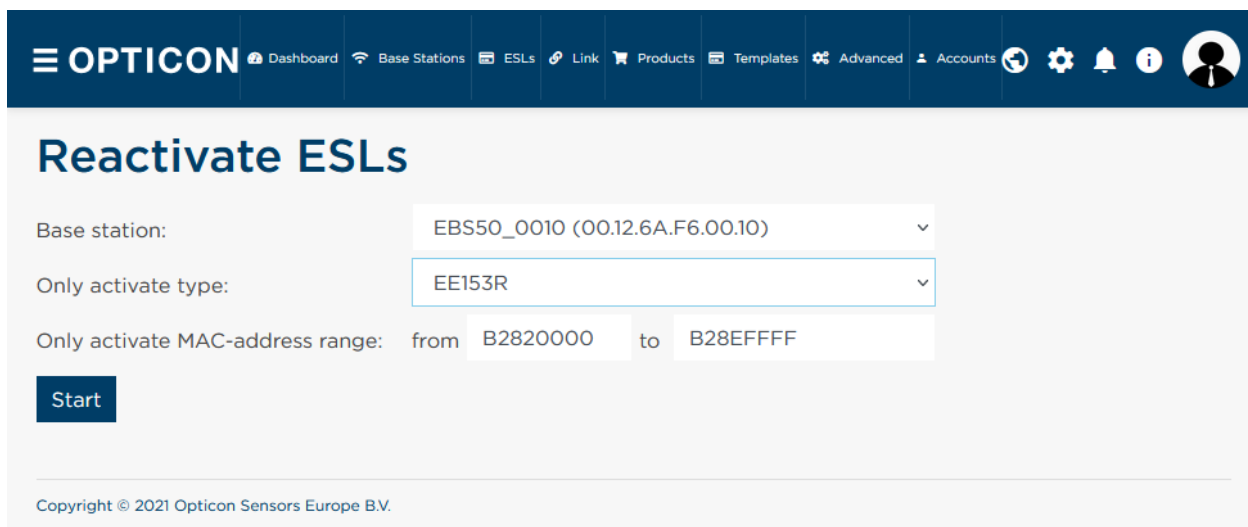 OPTICON Dashboard Base Stations ESLs Link Products Templates Advanced Accounts
Reactivate ESLs
Base station: EBS50_0010 (00.12.6A.F6.00.10)
Only activate type: EE153R
Only activate MAC-address range: from B2820000 to B28EFFFF
Start
Copyright © 2021 Opticon Sensors Europe B.V.